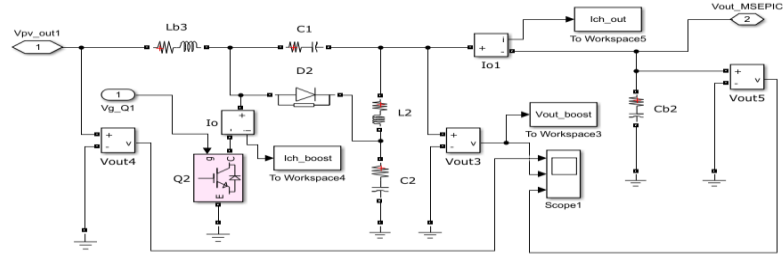 Vpv_out1
1
Lb3
C1
i
+
-
Io1
Ich_out
To Workspace5
Vout_MSEPIC
2
D2
1
Vg_Q1
Io
+
-
i
L2
+
-
v
Vout4
g
C
E
Q2
Ich_boost
To Workspace4
C2
+
-
v
Vout3
Vout_boost
To Workspace3
Scope1
Cb2
+
-
v
Vout5